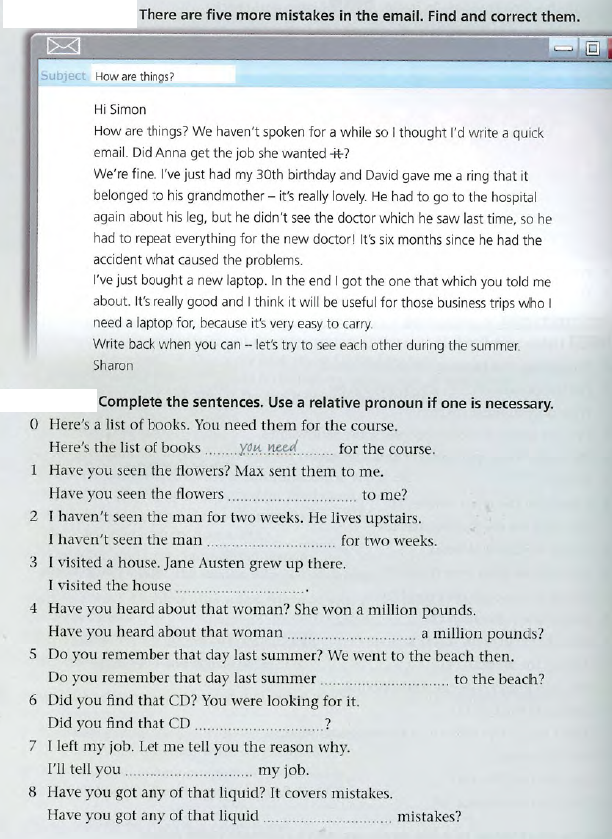 There are five more mistakes in the email. Find and correct them.
Subject How are things?
Hi Simon
How are things? We haven't spoken for a while so I thought I'd write a quick
email. Did Anna get the job she wanted it?
We're fine. I've just had my 30th birthday and David gave me a ring that it
belonged to his grandmother – it's really lovely. He had to go to the hospital
again about his leg, but he didn't see the doctor which he saw last time, so he
had to repeat everything for the new doctor! It's six months since he had the
accident what caused the problems.
I've just bought a new laptop. In the end I got the one that which you told me
about. It's really good and I think it will be useful for those business trips who I
need a laptop for, because it's very easy to carry.
Write back when you can – let's try to see each other during the summer.
Sharon
Complete the sentences. Use a relative pronoun if one is necessary.
0 Here's a list of books. You need them for the course.
Here's the list of books ...... you need ...... for the course.
1 Have you seen the flowers? Max sent them to me.
Have you seen the flowers .............................. to me?
2 I haven't seen the man for two weeks. He lives upstairs.
I haven't seen the man .............................. for two weeks.
3 I visited a house. Jane Austen grew up there.
I visited the house .............................. .
4 Have you heard about that woman? She won a million pounds.
Have you heard about that woman .............................. a million pounds?
5 Do you remember that day last summer? We went to the beach then.
Do you remember that day last summer .............................. to the beach?
6 Did you find that CD? You were looking for it.
Did you find that CD .............................. ?
7 I left my job. Let me tell you the reason why.
I'll tell you .............................. my job.
8 Have you got any of that liquid? It covers mistakes.
Have you got any of that liquid .............................. mistakes?